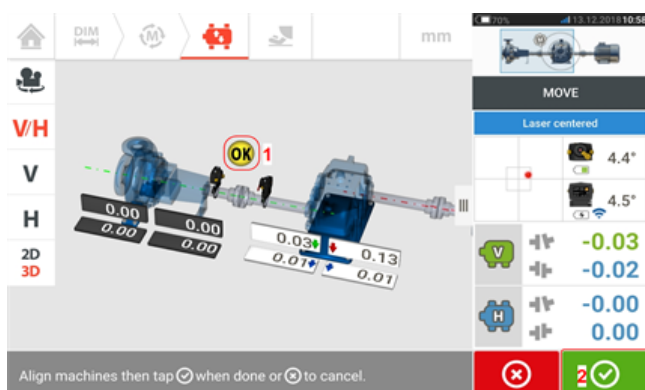 DIM
M
mm
70%
13.12.2018 10:58
V/H
V
H
2D
3D
OK 1
0.00
0.00
0.00
0.00
0.03
0.13
0.01
0.01
MOVE
Laser centered
4.4°
4.5°
V
-0.03
-0.02
H
-0.00
0.00
Align machines then tap when done or to cancel.
2